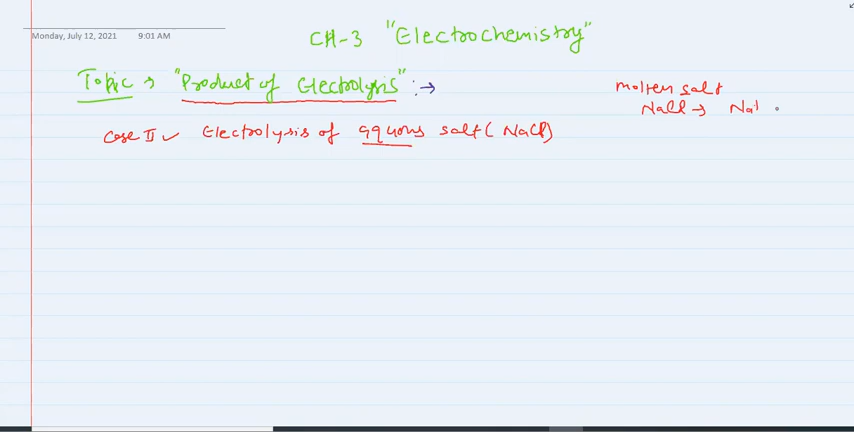 Monday, July 12, 2021 9:01 AM
CH-3 "Electrochemistry"
Topic → "Product of Electrolysis" :→
molten salt
NaCl → Na+
Case II ✓ Electrolysis of aquous salt (NaCl)